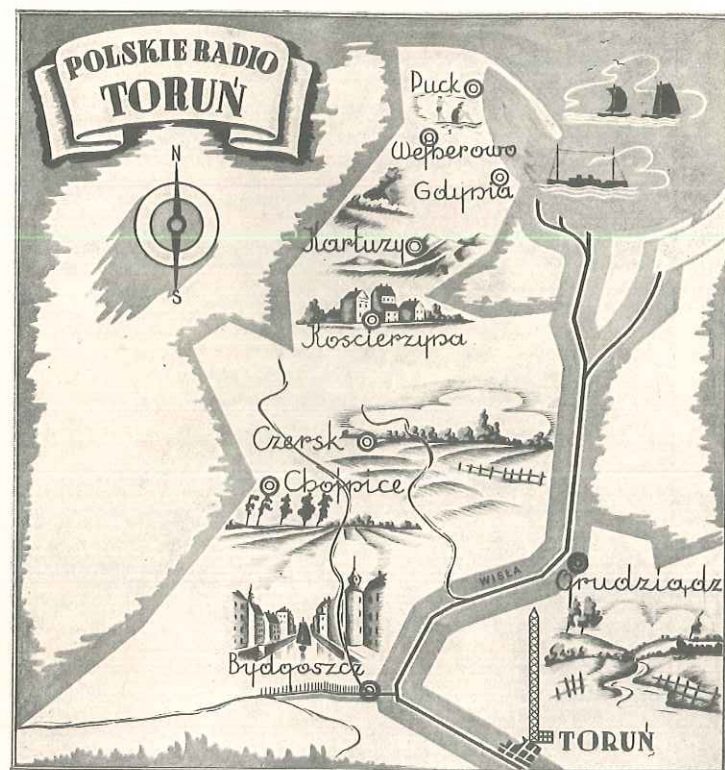 POLSKIE RADIO
TORUŃ
N
S
Puck
Wejherowo
Gdynia
Kartuzy
Kościerzyna
Czersk
Chojnice
WISŁA
Grudziądz
Bydgoszcz
TORUŃ